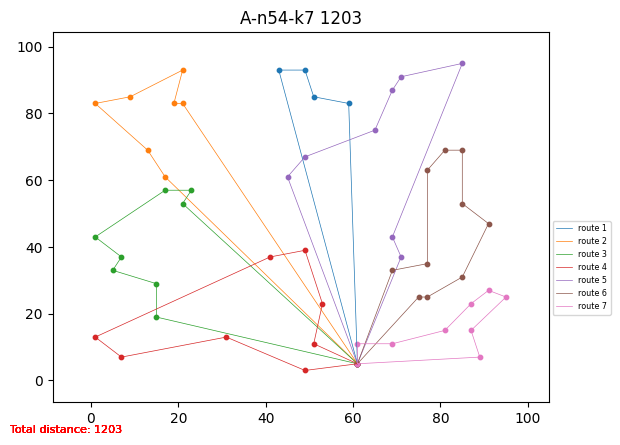 A-n54-k7 1203
100
80
60
40
20
0
0 20 40 60 80 100
route 1
route 2
route 3
route 4
route 5
route 6
route 7
Total distance: 1203